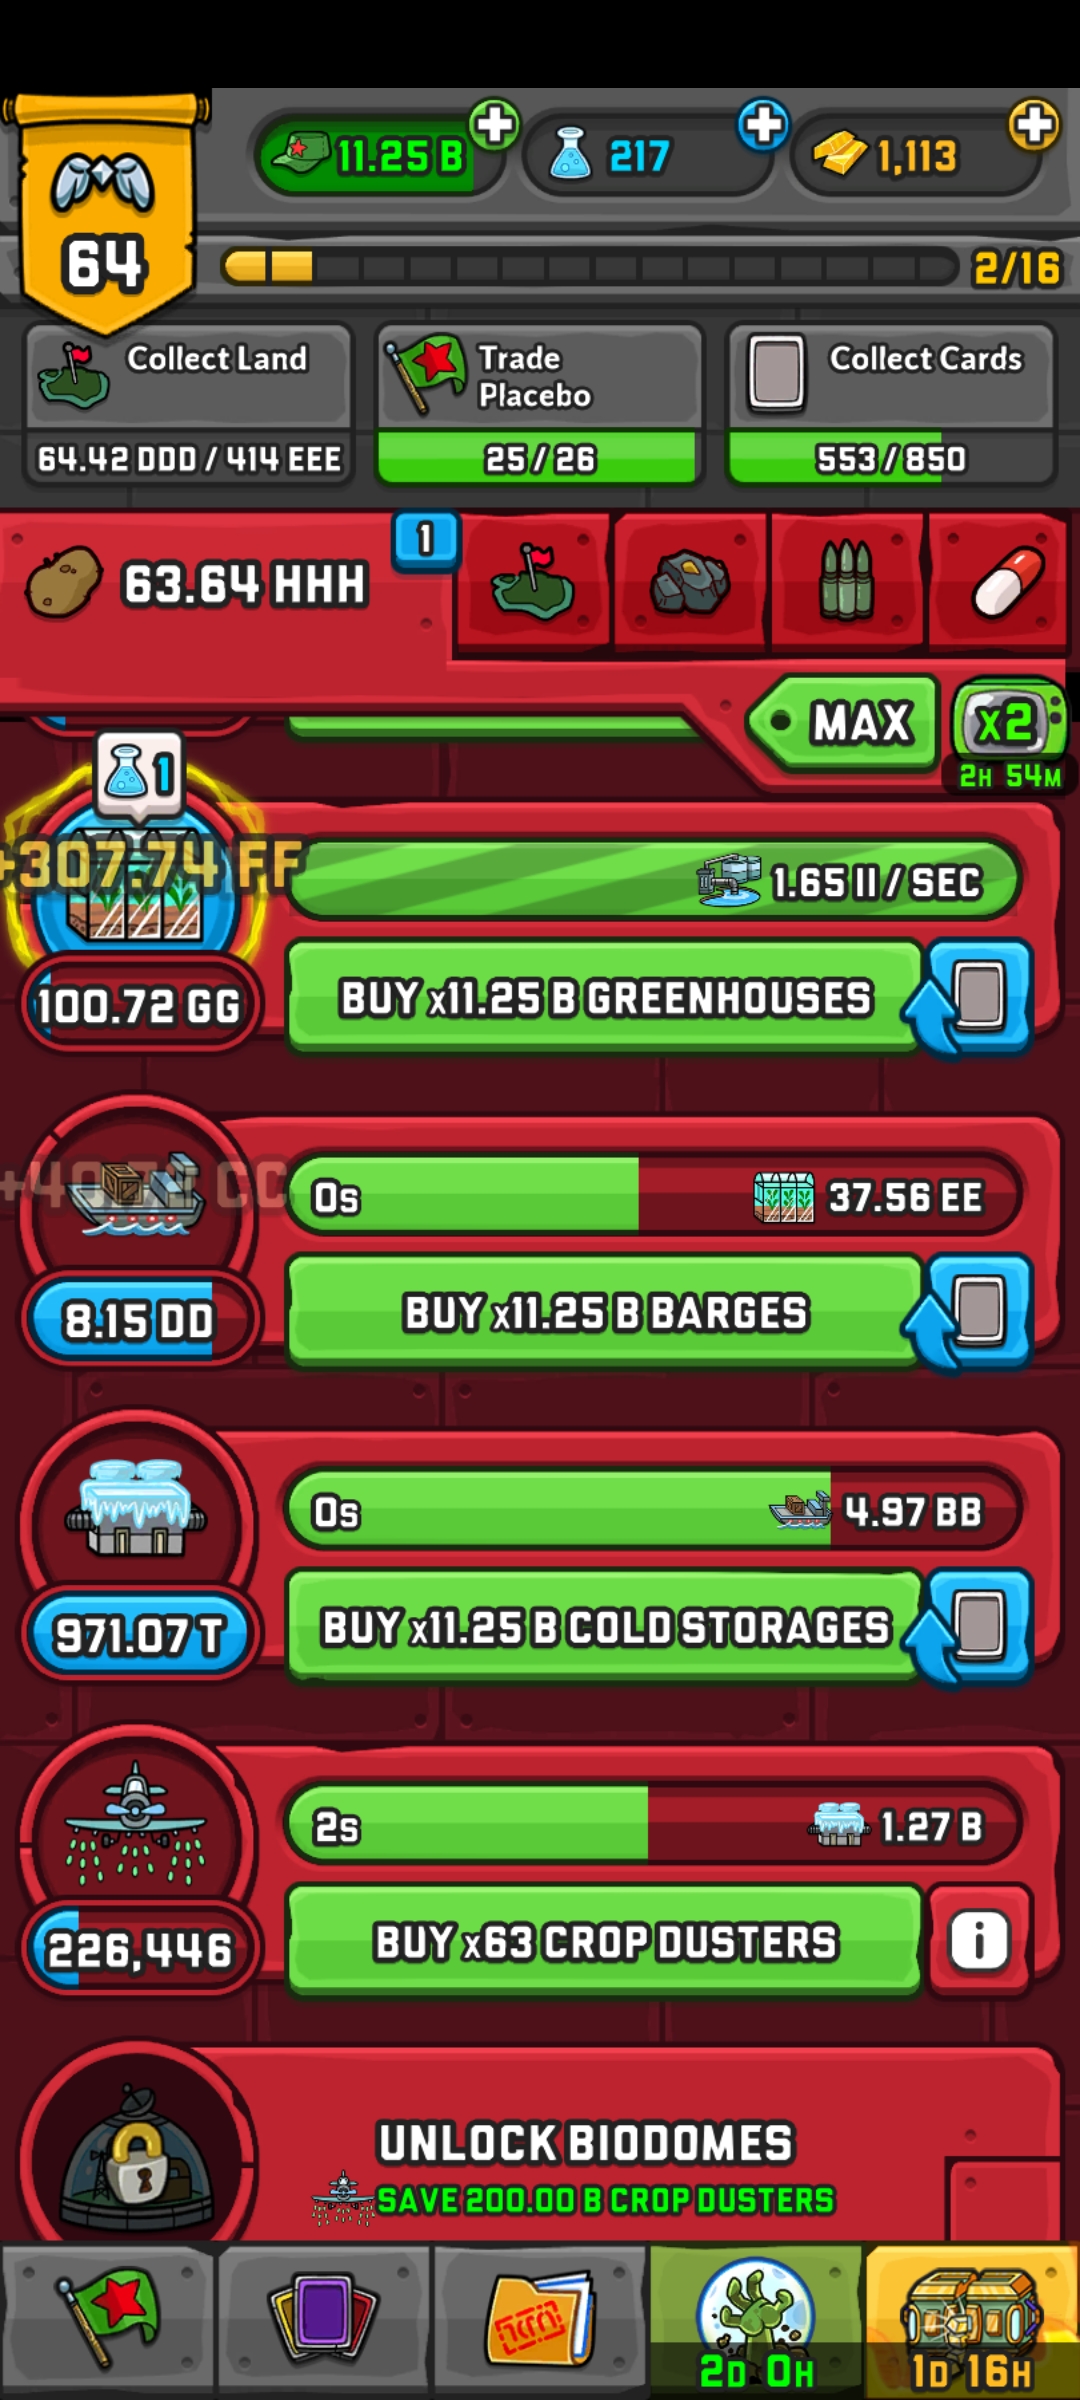 11.25 B
217
1,113
64
2/16
Collect Land
64.42 DDD / 414 EEE
Trade
Placebo
25 / 26
Collect Cards
553 / 850
63.64 HHH
1
MAX
x2
2H 54M
1
+307.74 FF
1.65 II / SEC
100.72 GG
BUY x11.25 B GREENHOUSES
0s
37.56 EE
8.15 DD
BUY x11.25 B BARGES
0s
4.97 BB
971.07 T
BUY x11.25 B COLD STORAGES
2s
1.27 B
226,446
BUY x63 CROP DUSTERS
i
UNLOCK BIODOMES
SAVE 200.00 B CROP DUSTERS
2D 0H
1D 16H